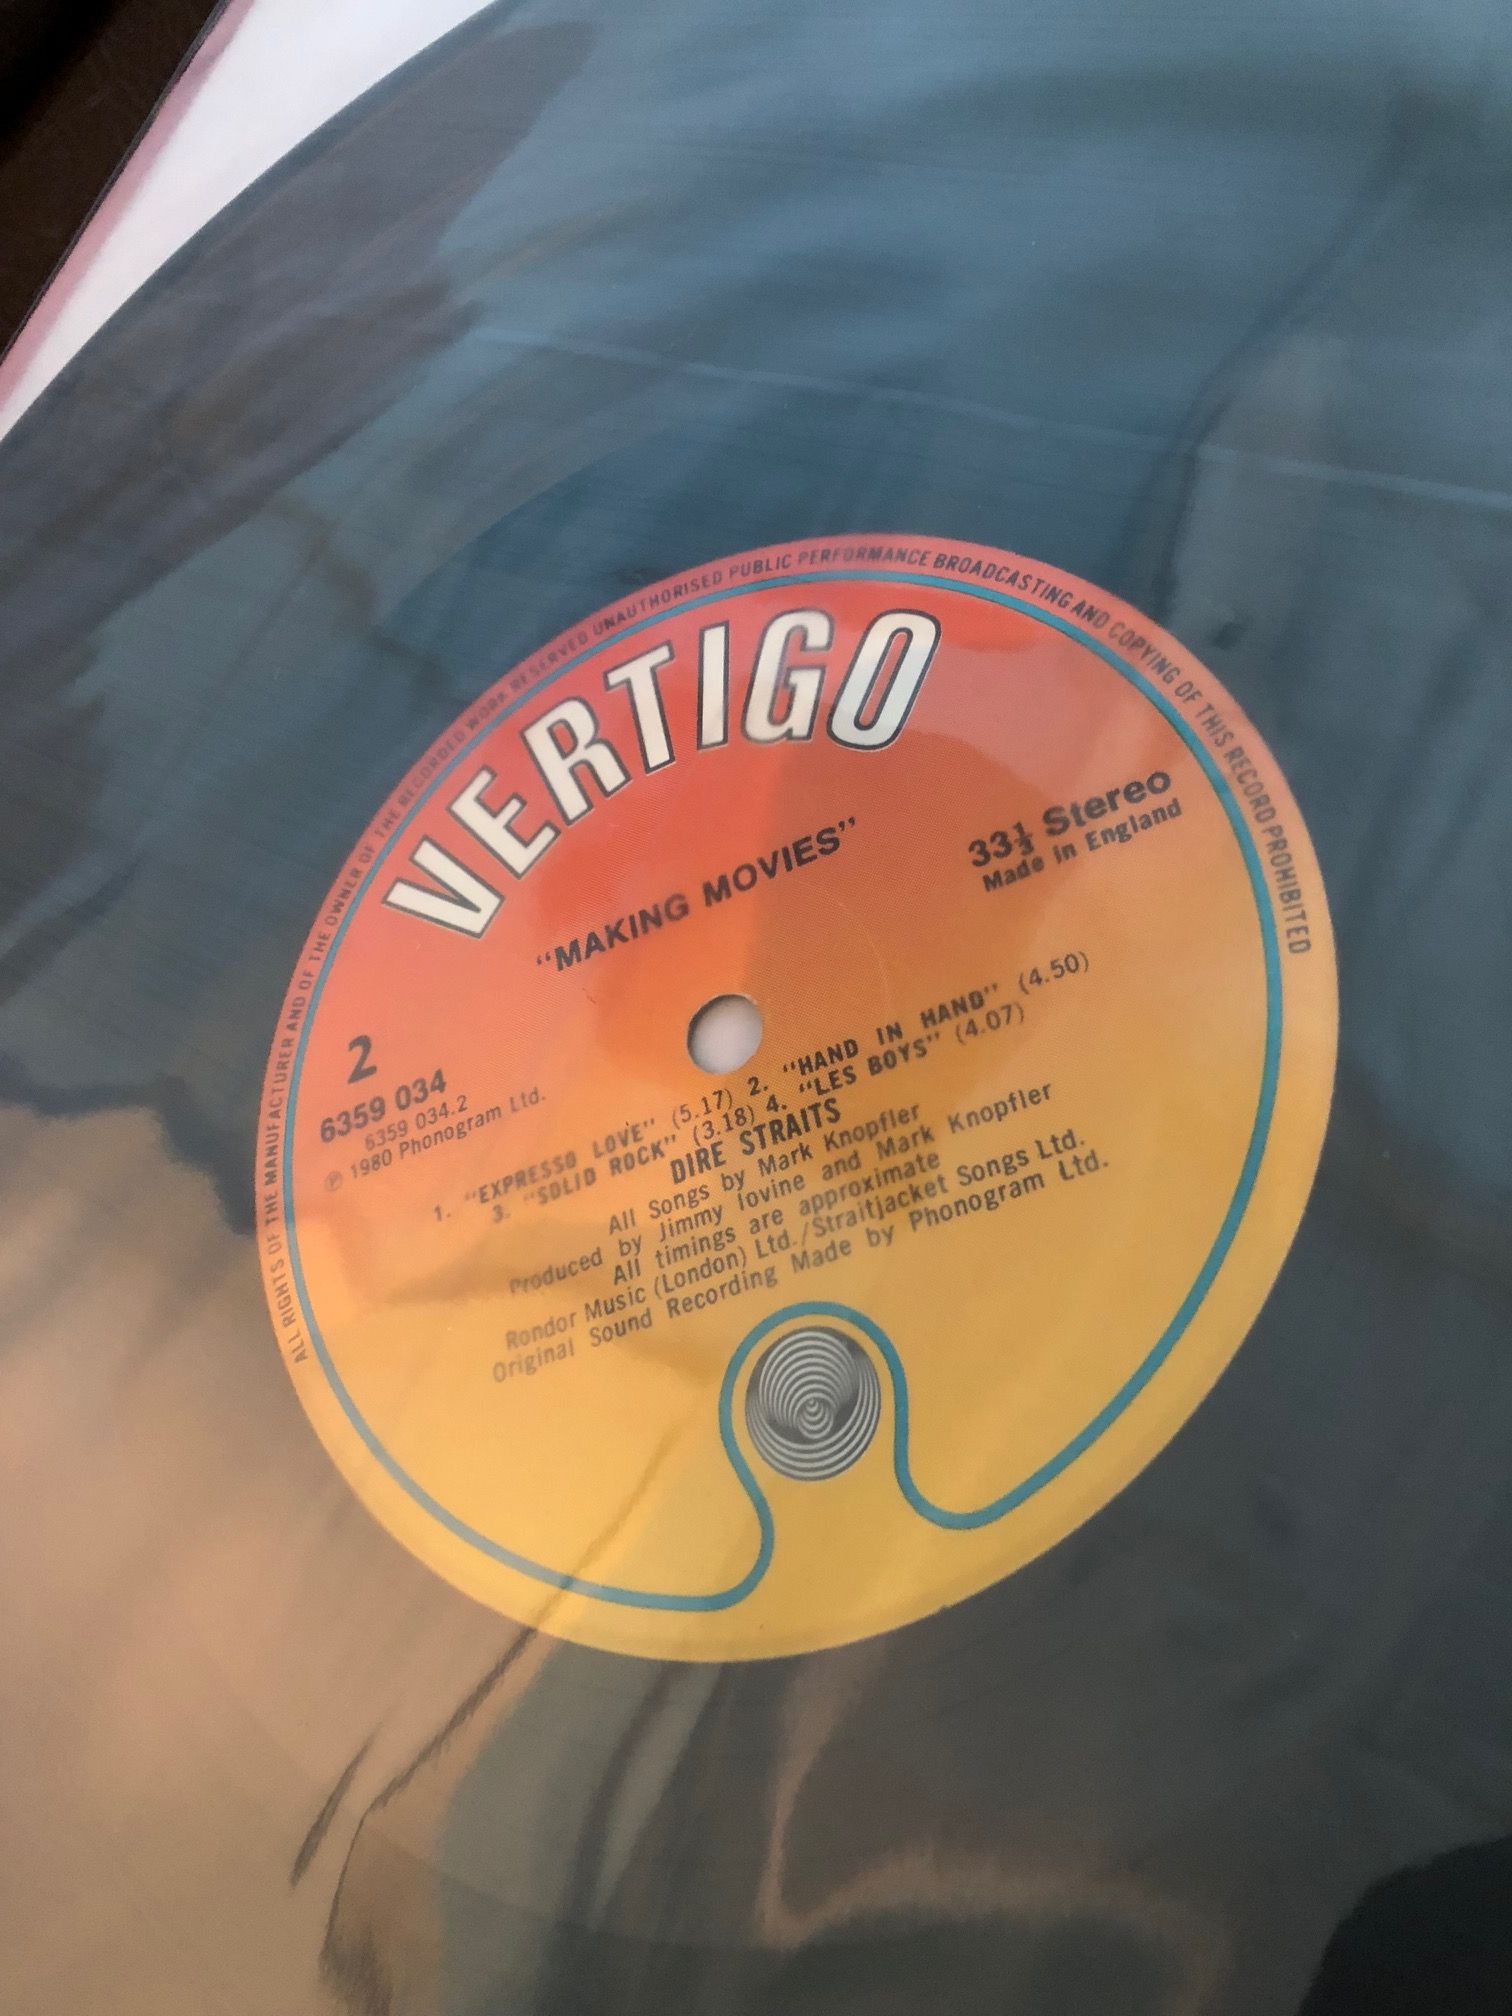 ALL RIGHTS OF THE MANUFACTURER AND OF THE OWNER OF THE RECORDED WORK RESERVED UNAUTHORISED PUBLIC PERFORMANCE BROADCASTING AND COPYING OF THIS RECORD PROHIBITED
VERTIGO
"MAKING MOVIES"
33⅓ Stereo
Made in England
2
6359 034
6359 034.2
℗ 1980 Phonogram Ltd.
1. "EXPRESSO LOVE" (5.17) 2. "HAND IN HAND" (4.50)
3. "SOLID ROCK" (3.18) 4. "LES BOYS" (4.07)
DIRE STRAITS
All Songs by Mark Knopfler
Produced by Jimmy Iovine and Mark Knopfler
All timings are approximate
Rondor Music (London) Ltd./Straitjacket Songs Ltd.
Original Sound Recording Made by Phonogram Ltd.